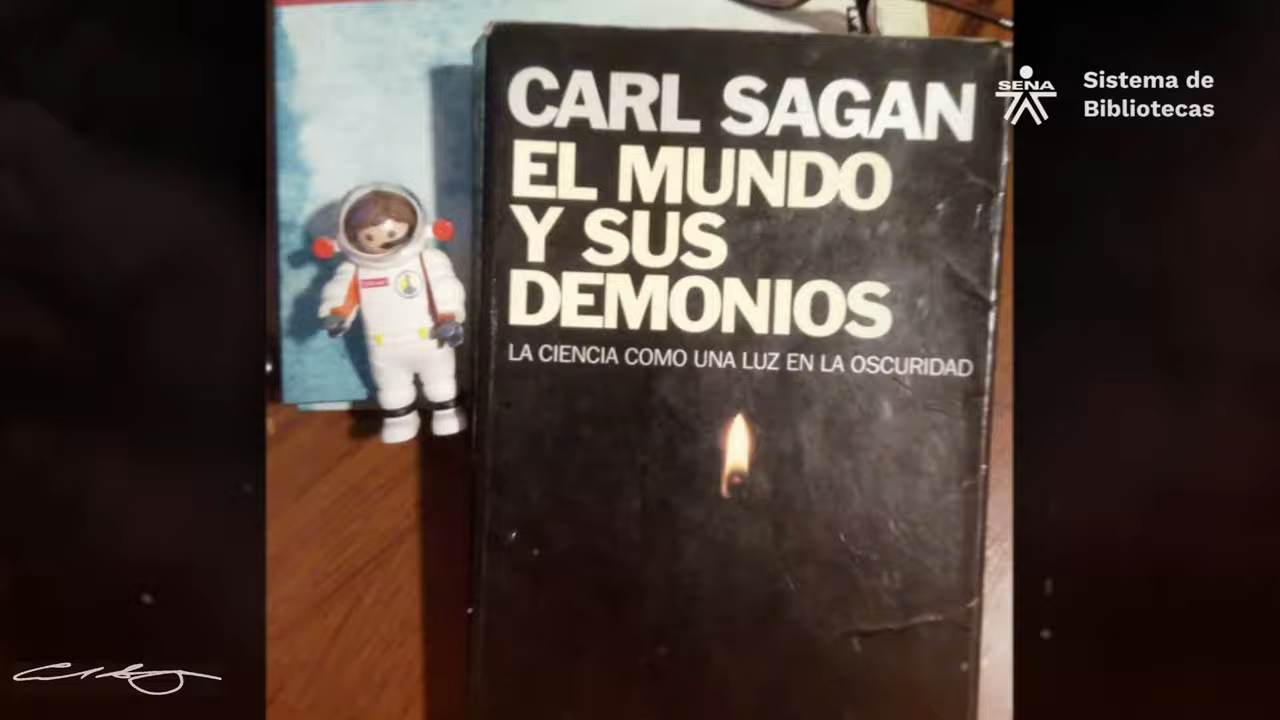 CARL SAGAN
EL MUNDO
Y SUS
DEMONIOS
LA CIENCIA COMO UNA LUZ EN LA OSCURIDAD
SENA
Sistema de
Bibliotecas